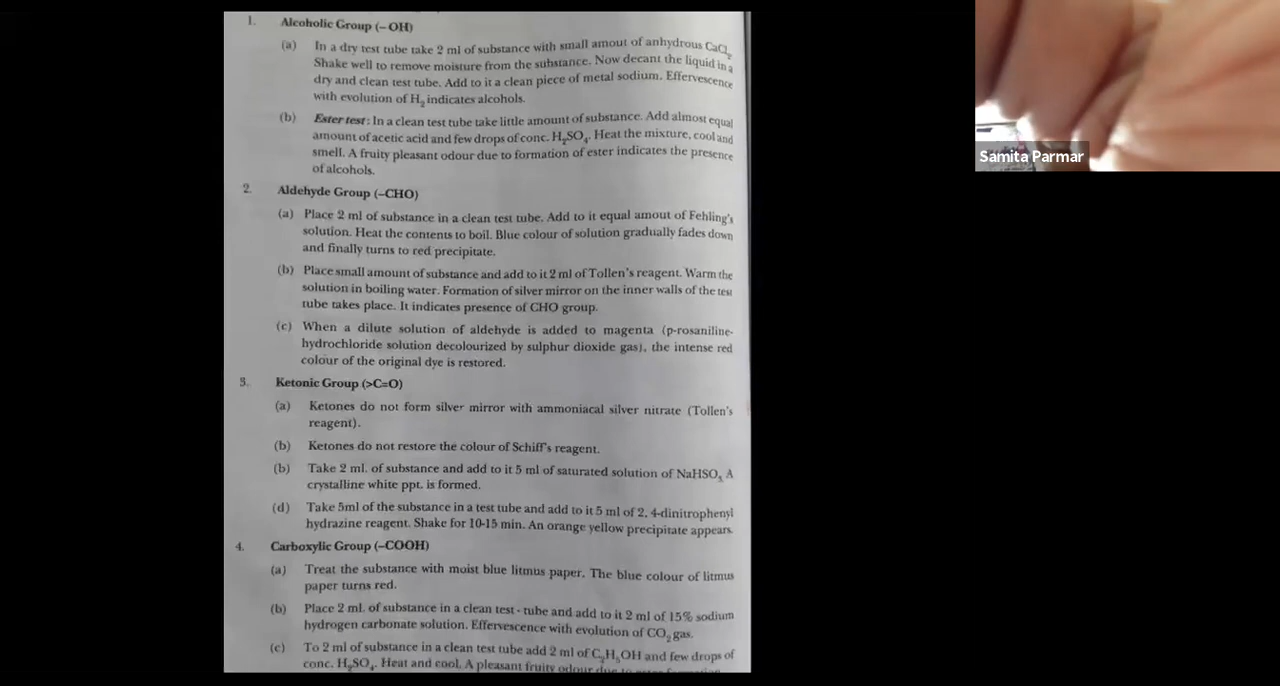 1. Alcoholic Group (–OH)
(a) In a dry test tube take 2 ml of substance with small amout of anhydrous CaCl₂
Shake well to remove moisture from the substance. Now decant the liquid in a
dry and clean test tube. Add to it a clean piece of metal sodium. Effervescence
with evolution of H₂ indicates alcohols.
(b) Ester test : In a clean test tube take little amount of substance. Add almost equal
amount of acetic acid and few drops of conc. H₂SO₄. Heat the mixture, cool and
smell. A fruity pleasant odour due to formation of ester indicates the presence
of alcohols.
2. Aldehyde Group (–CHO)
(a) Place 2 ml of substance in a clean test tube. Add to it equal amout of Fehling's
solution. Heat the contents to boil. Blue colour of solution gradually fades down
and finally turns to red precipitate.
(b) Place small amount of substance and add to it 2 ml of Tollen's reagent. Warm the
solution in boiling water. Formation of silver mirror on the inner walls of the test
tube takes place. It indicates presence of CHO group.
(c) When a dilute solution of aldehyde is added to magenta (p-rosaniline-
hydrochloride solution decolourized by sulphur dioxide gas), the intense red
colour of the original dye is restored.
3. Ketonic Group (>C=O)
(a) Ketones do not form silver mirror with ammoniacal silver nitrate (Tollen's
reagent).
(b) Ketones do not restore the colour of Schiff's reagent.
(b) Take 2 ml. of substance and add to it 5 ml of saturated solution of NaHSO₃ A
crystalline white ppt. is formed.
(d) Take 5ml of the substance in a test tube and add to it 5 ml of 2, 4-dinitrophenyl
hydrazine reagent. Shake for 10-15 min. An orange yellow precipitate appears.
4. Carboxylic Group (–COOH)
(a) Treat the substance with moist blue litmus paper. The blue colour of litmus
paper turns red.
(b) Place 2 ml. of substance in a clean test - tube and add to it 2 ml of 15% sodium
hydrogen carbonate solution. Effervescence with evolution of CO₂ gas.
(c) To 2 ml of substance in a clean test tube add 2 ml of C₂H₅OH and few drops of
conc. H₂SO₄. Heat and cool. A pleasant fruity odour due to
Samita Parmar